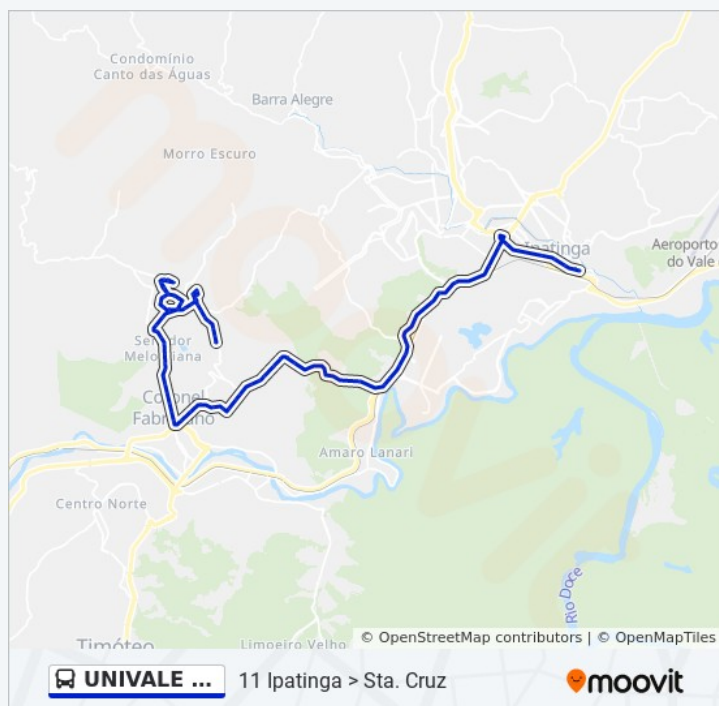 Condomínio
Canto das Águas
Barra Alegre
Morro Escuro
Ipatinga
Aeroporto
do Vale
Senador
Melo Viana
Coronel
Fabriciano
Amaro Lanari
Centro Norte
Rio Doce
Timóteo
Limoeiro Velho
© OpenStreetMap contributors | © OpenMapTiles
UNIVALE ...
11 Ipatinga > Sta. Cruz
moovit